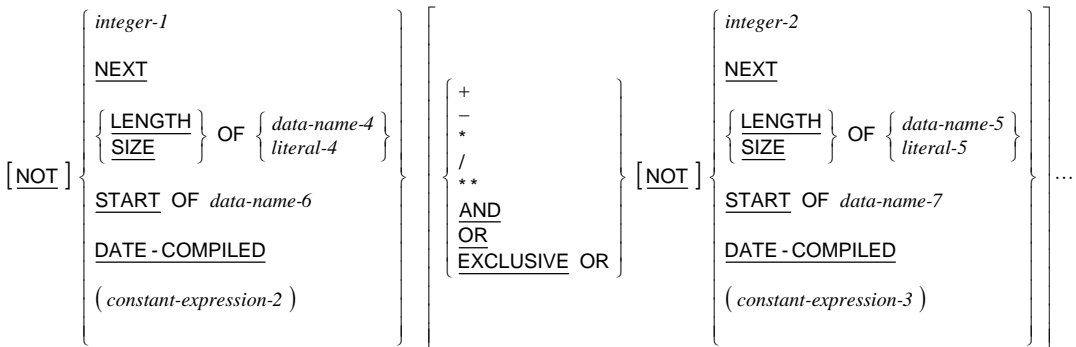 [NOT]
integer-1
NEXT
{ LENGTH SIZE } OF { data-name-4 literal-4 }
START OF data-name-6
DATE-COMPILED
( constant-expression-2 )
+
−
*
/
**
AND
OR
EXCLUSIVE OR
[NOT]
integer-2
NEXT
{ LENGTH SIZE } OF { data-name-5 literal-5 }
START OF data-name-7
DATE-COMPILED
( constant-expression-3 )
...